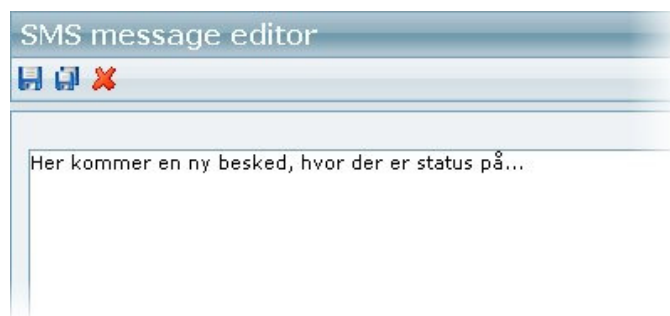 SMS message editor
Her kommer en ny besked, hvor der er status på...